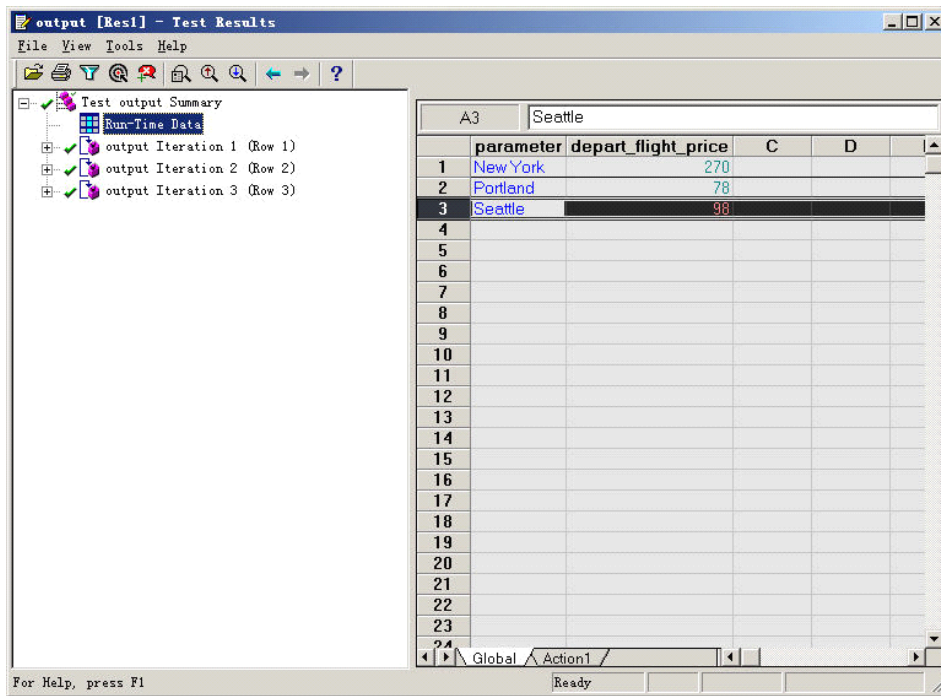 output [Res1] - Test Results
File View Tools Help
?
Test output Summary
Run-Time Data
output Iteration 1 (Row 1)
output Iteration 2 (Row 2)
output Iteration 3 (Row 3)
A3 Seattle
parameter depart_flight_price C D
1 New York 270
2 Portland 78
3 Seattle 98
4
5
6
7
8
9
10
11
12
13
14
15
16
17
18
19
20
21
22
23
24
Global Action1
For Help, press F1 Ready